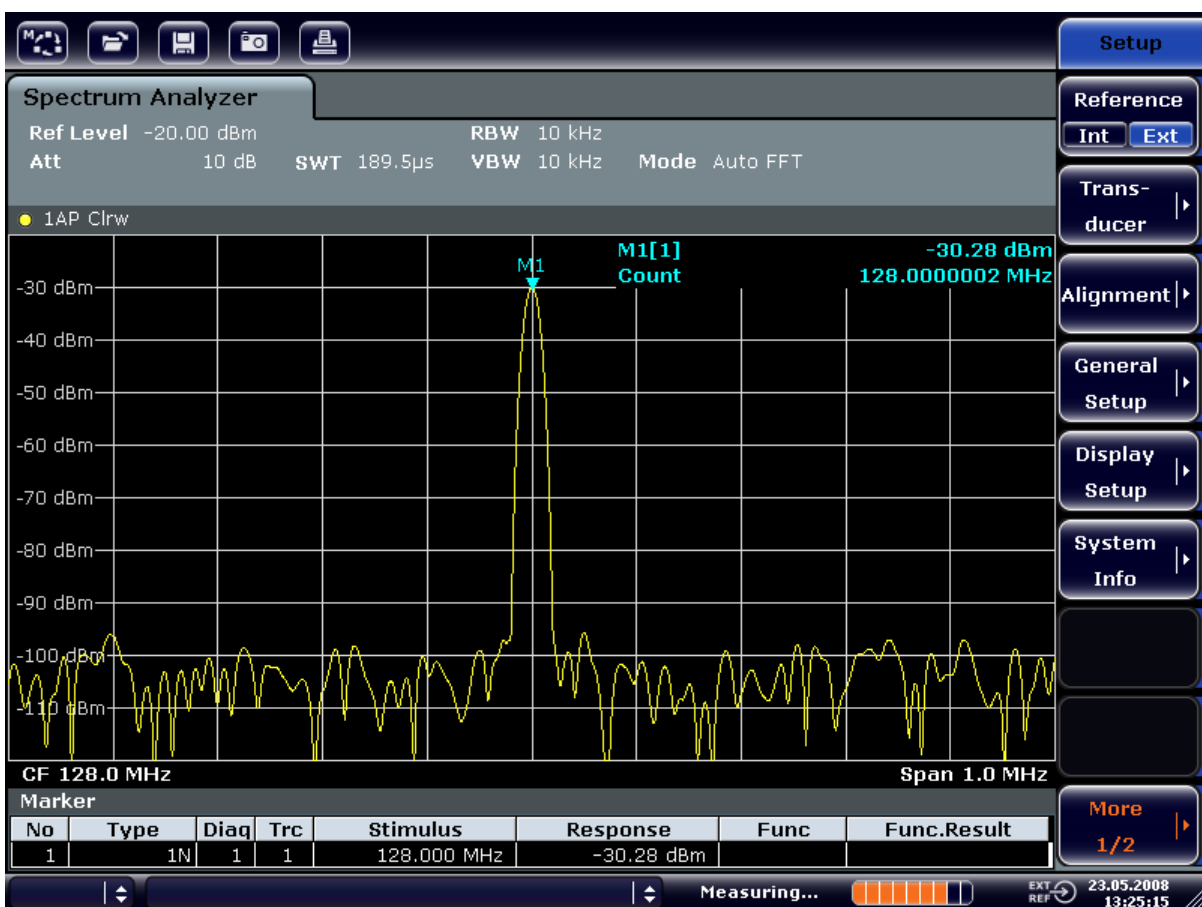 Setup
Spectrum Analyzer
Ref Level -20.00 dBm RBW 10 kHz
Att 10 dB SWT 189.5µs VBW 10 kHz Mode Auto FFT
1AP Clrw
M1[1] -30.28 dBm
Count 128.0000002 MHz
M1
-30 dBm
-40 dBm
-50 dBm
-60 dBm
-70 dBm
-80 dBm
-90 dBm
-100 dBm
-110 dBm
CF 128.0 MHz Span 1.0 MHz
Marker
No Type Diaq Trc Stimulus Response Func Func.Result
1 1N 1 1 128.000 MHz -30.28 dBm
Measuring... EXT REF 23.05.2008
13:25:15
Reference
Int Ext
Trans-
ducer
Alignment
General
Setup
Display
Setup
System
Info
More
1/2
M